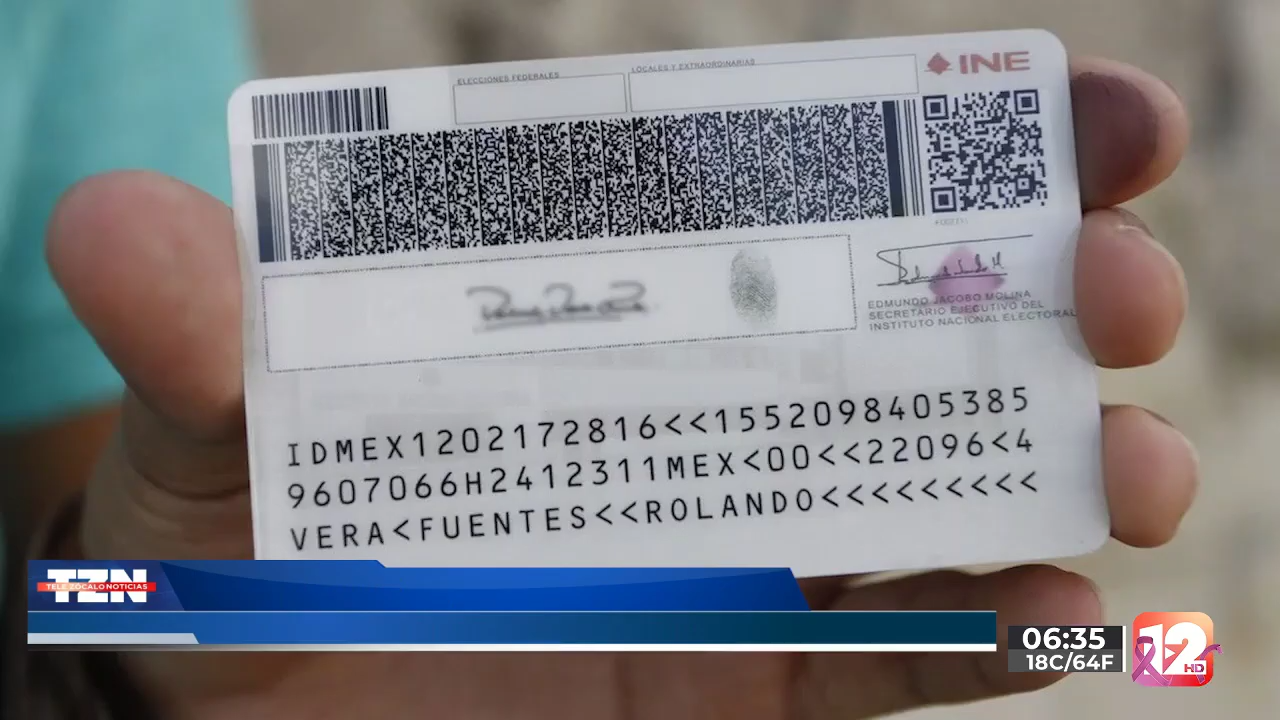 ELECCIONES FEDERALES
LOCALES Y EXTRAORDINARIAS
INE
EDMUNDO JACOBO MOLINA
SECRETARIO EJECUTIVO DEL
INSTITUTO NACIONAL ELECTORAL
IDMEX1202172816<<1552098405385
9607066H2412311MEX<00<<22096<4
VERA<FUENTES<<ROLANDO<<<<<<<<<
TZN
TELE ZOCALO NOTICIAS
06:35
18C/64F
12
HD